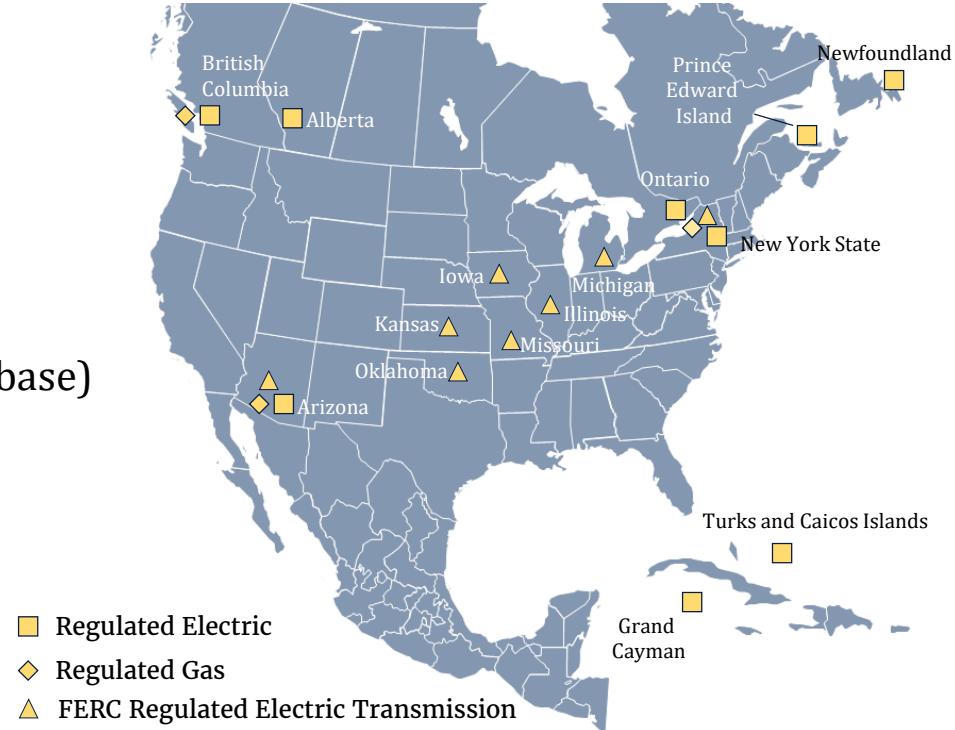 Newfoundland
British
Columbia
Prince
Edward
Island
Alberta
Ontario
New York State
Iowa
Michigan
Illinois
Kansas
Missouri
Oklahoma
base)
Arizona
Turks and Caicos Islands
Grand
Cayman
Regulated Electric
Regulated Gas
FERC Regulated Electric Transmission